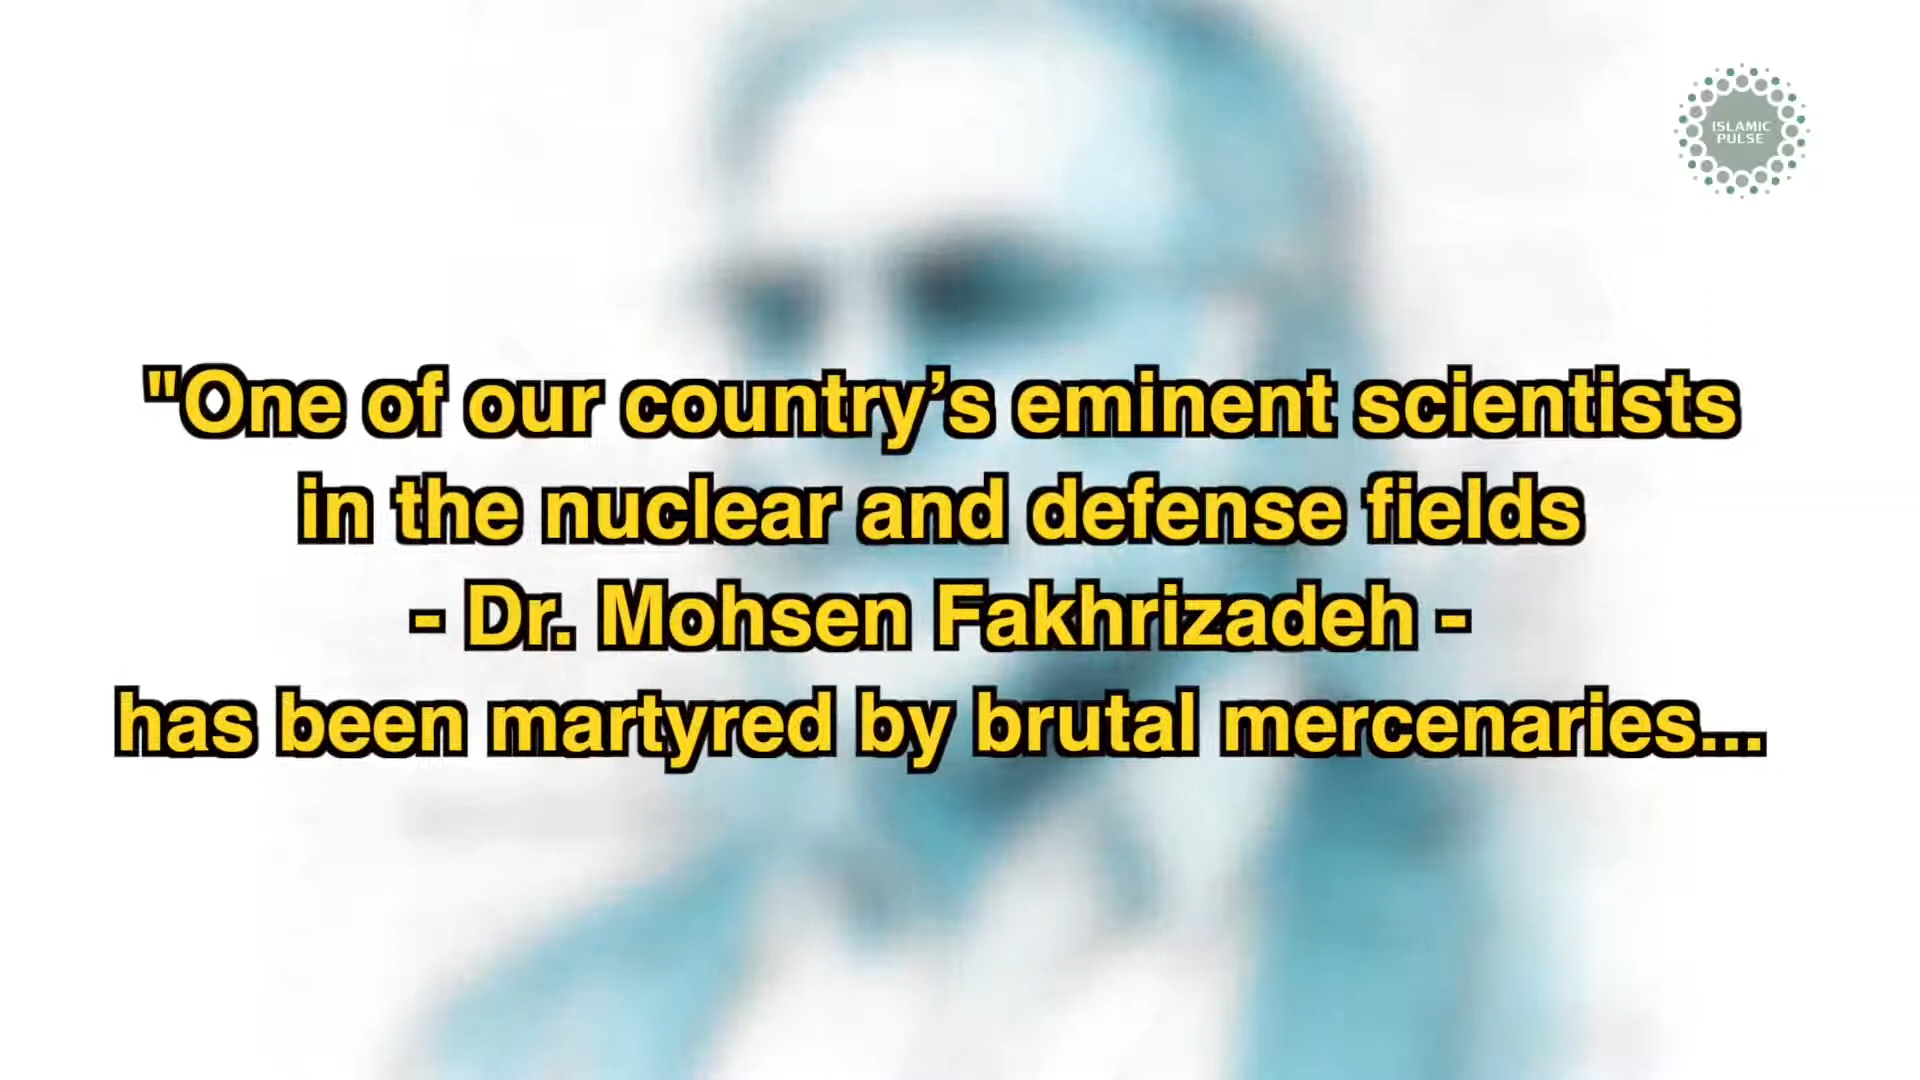 ISLAMIC
PULSE
"One of our country’s eminent scientists
in the nuclear and defense fields
- Dr. Mohsen Fakhrizadeh -
has been martyred by brutal mercenaries...